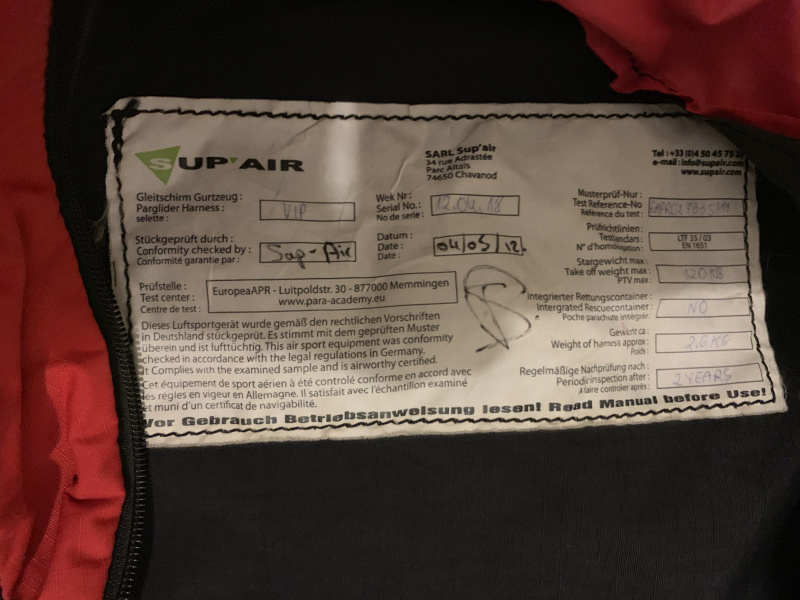 SUP'AIR
SARL Sup'air
34 rue Adrastée
Parc Altaïs
74650 Chavanod
Tel : +33 (0)4 50 45 75
e-mail : info@supair.com
www.supair.com
Gleitschirm Gurtzeug :
Parglider Harness :
selette :
VIP
Wek Nr :
Serial No. :
No de serie :
12.04.18
Musterprüf-Nur :
Test Reference-No
Référence du test :
Stückgeprüft durch :
Conformity checked by :
Conformité garantie par :
Sup-Air
Datum :
Date :
Date :
04/05/12
Prüfrichtlinien :
Testlandars :
N° d'homologation :
LTF 35 / 03
EN 1651
Startgewicht max :
Take off weight max :
PTV max :
120KG
Prüfstelle :
Test center :
Centre de test :
EuropeaAPR - Luitpoldstr. 30 - 877000 Memmingen
www.para-academy.eu
Integrierter Rettungscontainer :
Intergrated Rescuecontainer :
Poche parachute intégrér :
NO
Gewicht ca :
Weight of harness approx :
Poids :
2.6KG
Regelmäßige Nachprüfung nach :
Periodic inspection after :
A faire controler après :
2 YEARS
Dieses Luftsportgerät wurde gemäß den rechtlichen Vorschriften
in Deutschland stückgeprüft. Es stimmt mit dem geprüften Muster
überein und ist lufttüchtig. This air sport equipment was conformity
checked in accordance with the legal regulations in Germany.
It Complies with the examined sample and is airworthy certified.
Cet équipement de sport aérien à été controlé conforme en accord avec
les règles en vigeur en Allemagne. Il satisfait avec l'échantillon examiné
et muni d'un certificat de navigabilité.
Vor Gebrauch Betriebsanweisung lesen! Read Manual before Use!